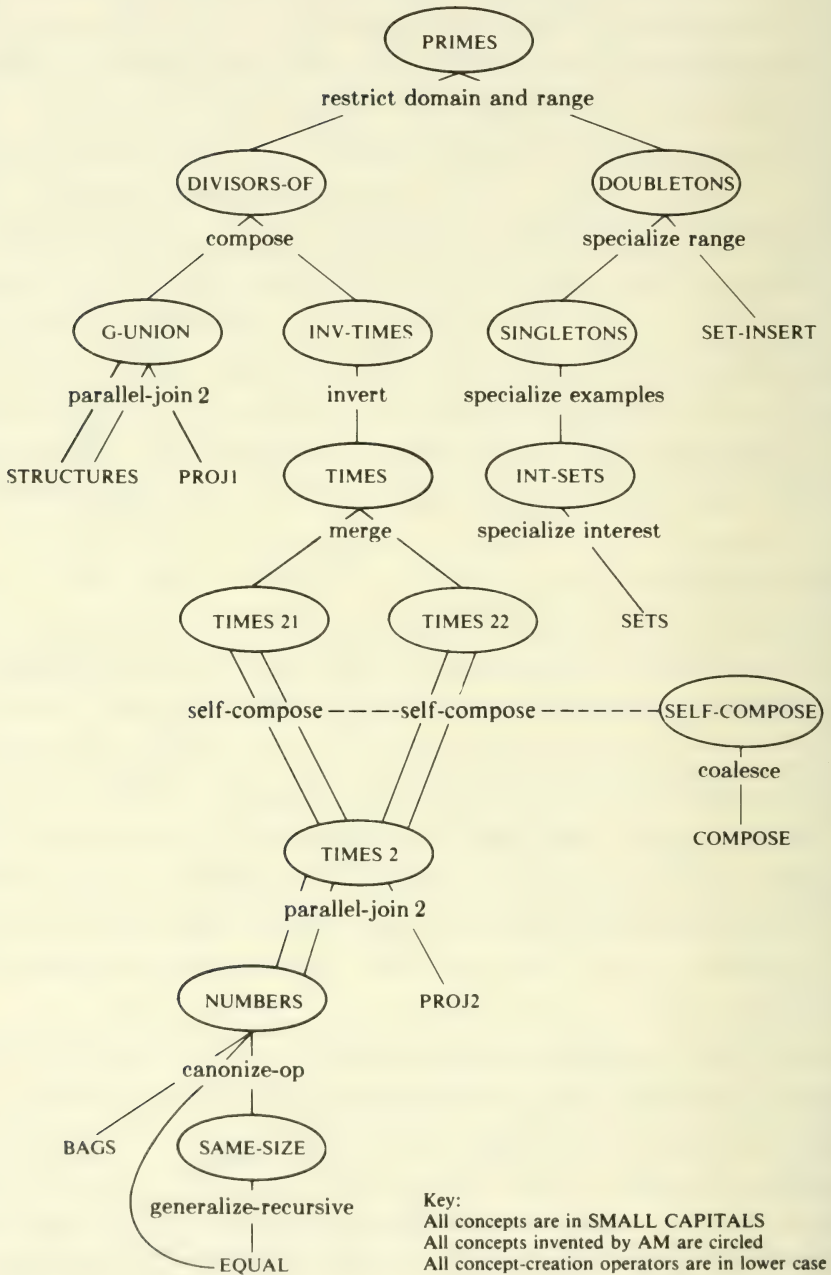 PRIMES
restrict domain and range
DIVISORS-OF DOUBLETONS
compose specialize range
G-UNION INV-TIMES SINGLETONS SET-INSERT
parallel-join 2 invert specialize examples
STRUCTURES PROJ1 TIMES INT-SETS
merge specialize interest
TIMES 21 TIMES 22 SETS
self-compose self-compose SELF-COMPOSE
coalesce
TIMES 2 COMPOSE
parallel-join 2
NUMBERS PROJ2
canonize-op
BAGS SAME-SIZE
generalize-recursive
EQUAL
Key:
All concepts are in SMALL CAPITALS
All concepts invented by AM are circled
All concept-creation operators are in lower case